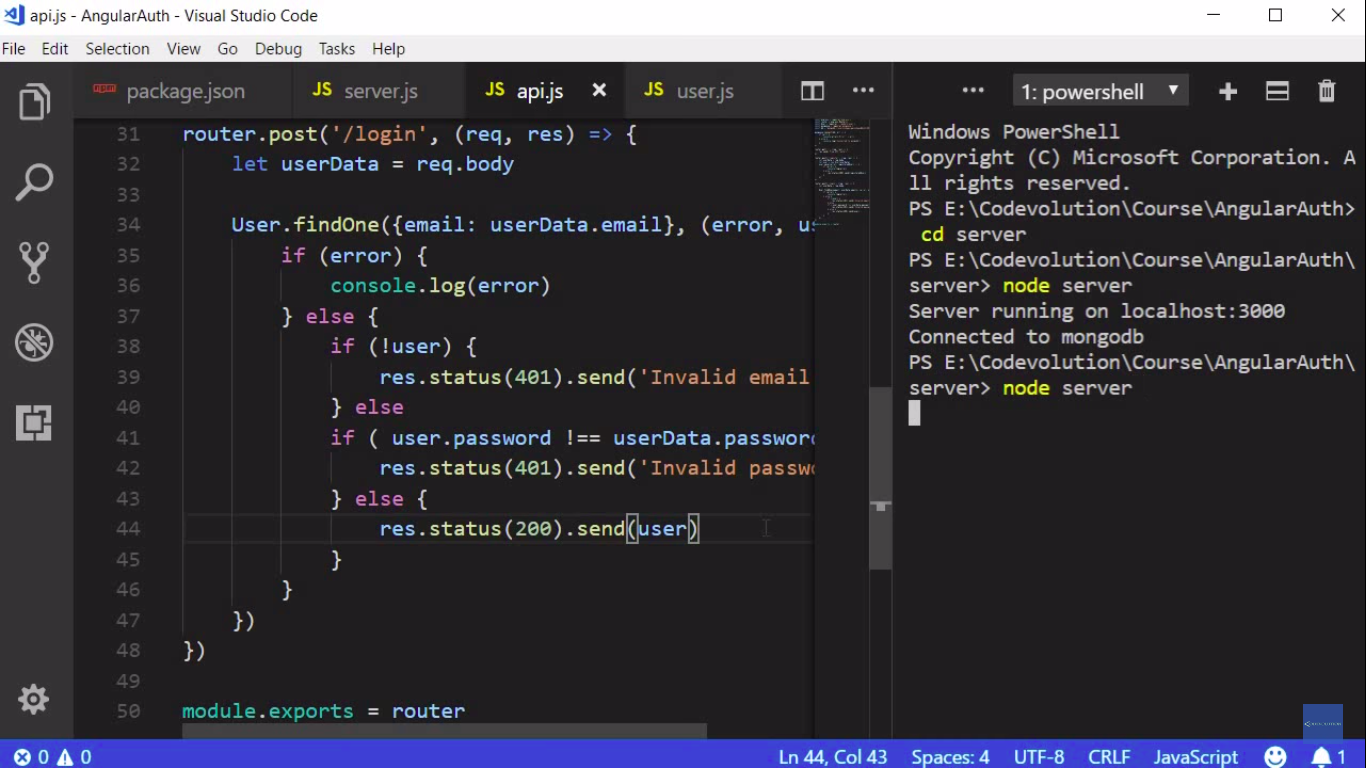 api.js - AngularAuth - Visual Studio Code
File Edit Selection View Go Debug Tasks Help
package.json JS server.js JS api.js JS user.js
31 router.post('/login', (req, res) => {
32 let userData = req.body
33
34 User.findOne({email: userData.email}, (error, us
35 if (error) {
36 console.log(error)
37 } else {
38 if (!user) {
39 res.status(401).send('Invalid email
40 } else
41 if ( user.password !== userData.password
42 res.status(401).send('Invalid passwo
43 } else {
44 res.status(200).send(user)
45 }
46 }
47 })
48 })
49
50 module.exports = router
1: powershell
Windows PowerShell
Copyright (C) Microsoft Corporation. A
ll rights reserved.
PS E:\Codevolution\Course\AngularAuth>
cd server
PS E:\Codevolution\Course\AngularAuth\
server> node server
Server running on localhost:3000
Connected to mongodb
PS E:\Codevolution\Course\AngularAuth\
server> node server
0 0 Ln 44, Col 43 Spaces: 4 UTF-8 CRLF JavaScript 1